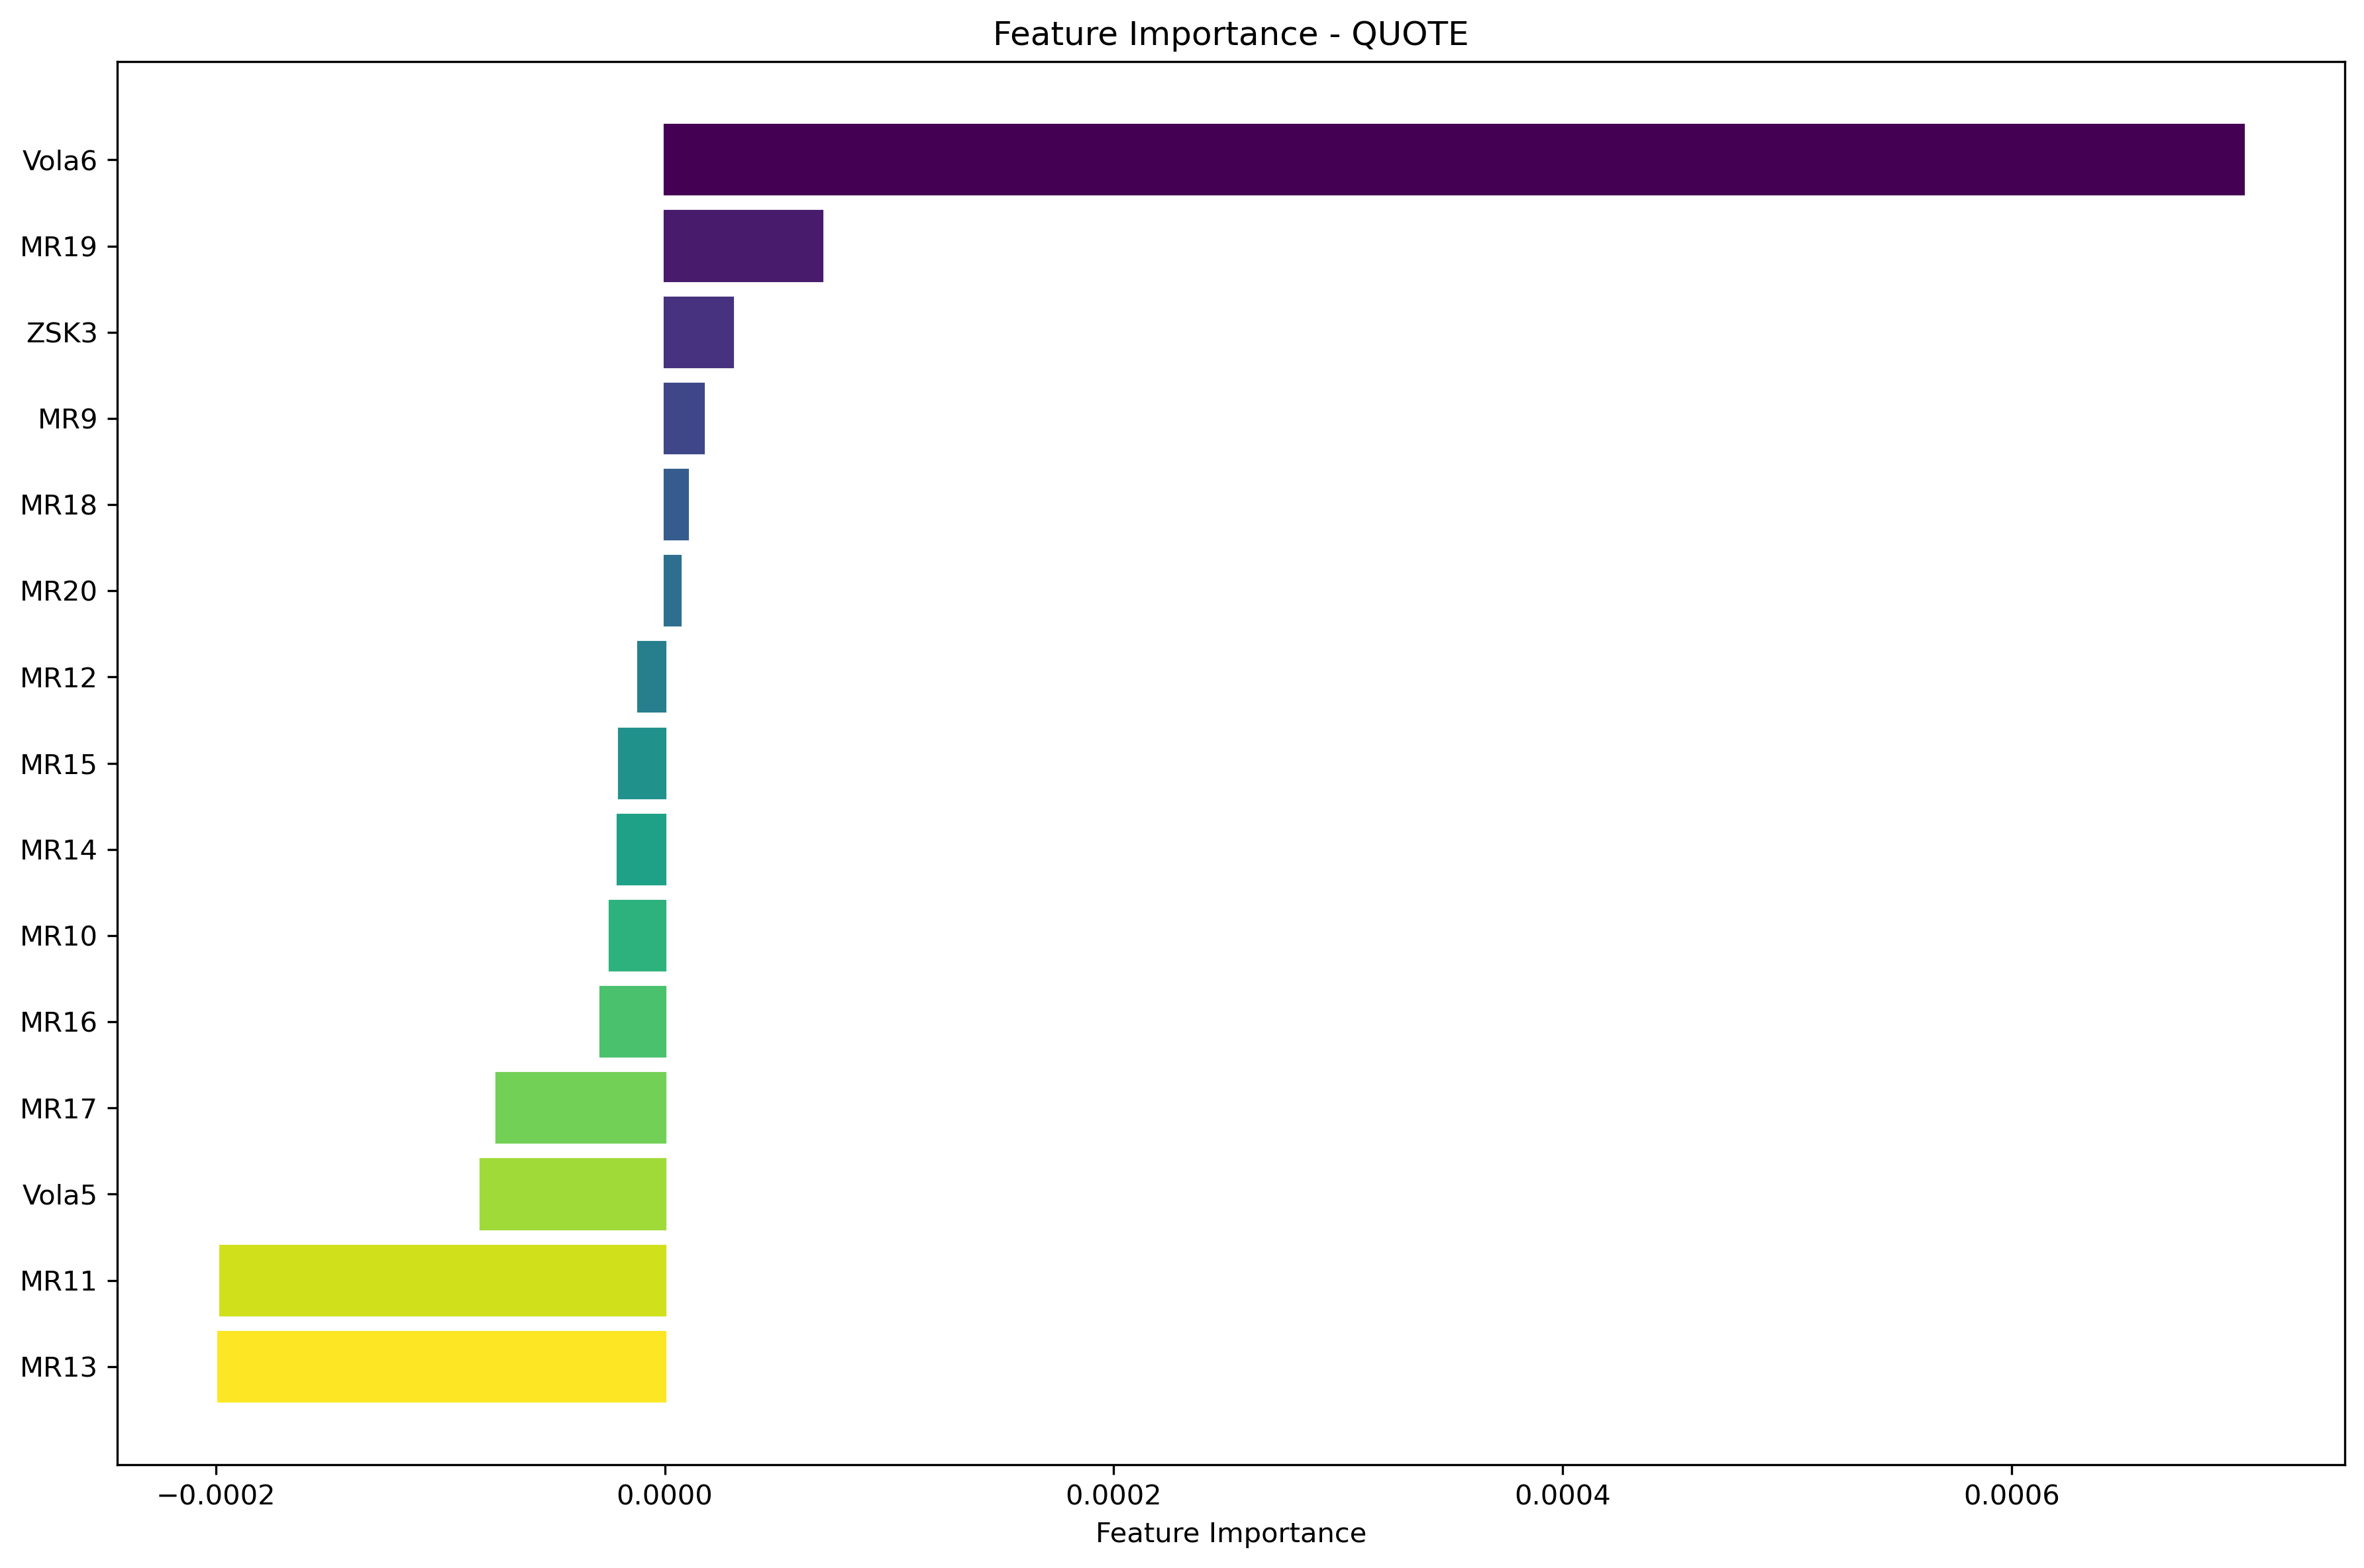 Feature Importance - QUOTE
Vola6
MR19
ZSK3
MR9
MR18
MR20
MR12
MR15
MR14
MR10
MR16
MR17
Vola5
MR11
MR13
−0.0002 0.0000 0.0002 0.0004 0.0006
Feature Importance